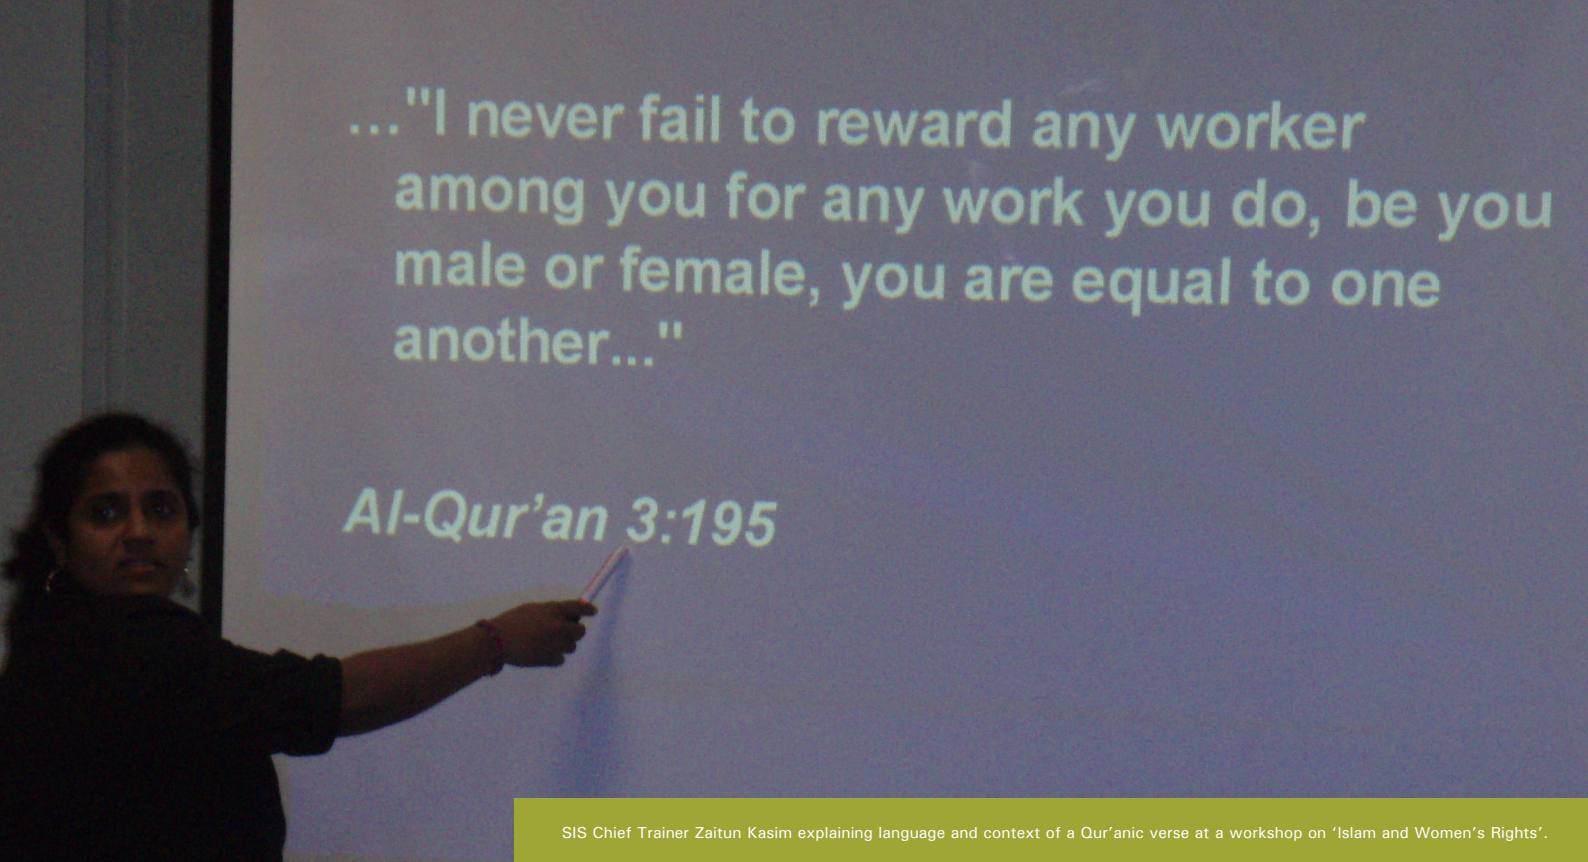 ..."I never fail to reward any worker
among you for any work you do, be you
male or female, you are equal to one
another..."
Al-Qur’an 3:195
SIS Chief Trainer Zaitun Kasim explaining language and context of a Qur’anic verse at a workshop on ‘Islam and Women’s Rights’.